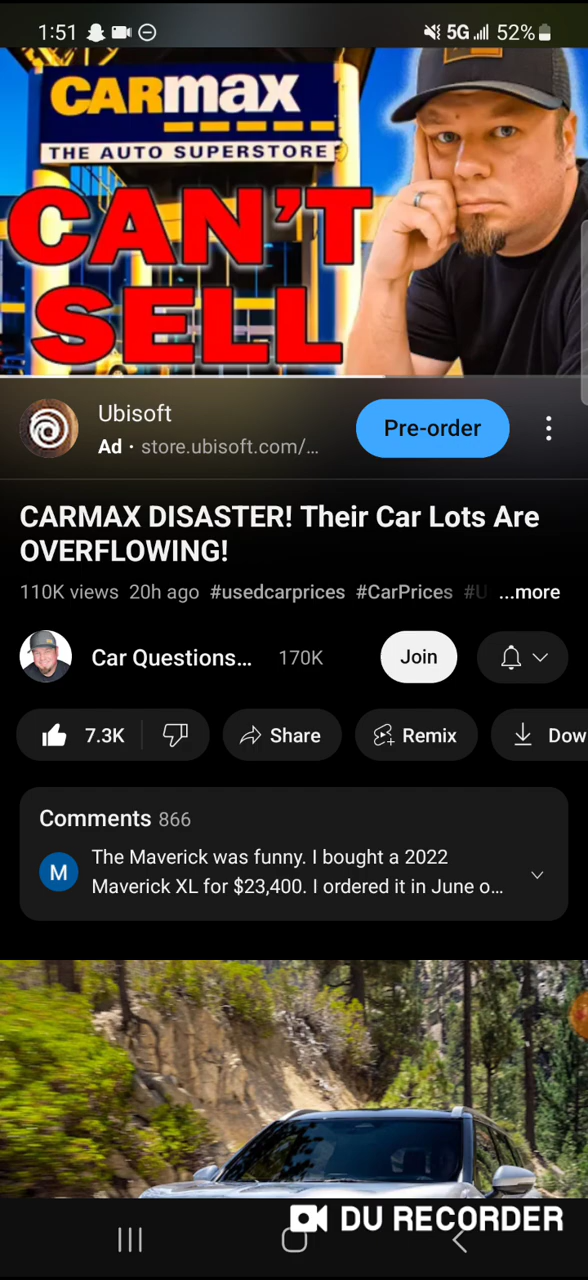 1:51
5G 52%
CARMAX
THE AUTO SUPERSTORE
CAN'T
SELL
Ubisoft
Pre-order
Ad · store.ubisoft.com/...
CARMAX DISASTER! Their Car Lots Are
OVERFLOWING!
110K views 20h ago #usedcarprices #CarPrices #U ...more
Car Questions... 170K Join
7.3K Share Remix Dow
Comments 866
M
The Maverick was funny. I bought a 2022
Maverick XL for $23,400. I ordered it in June o...
DU RECORDER